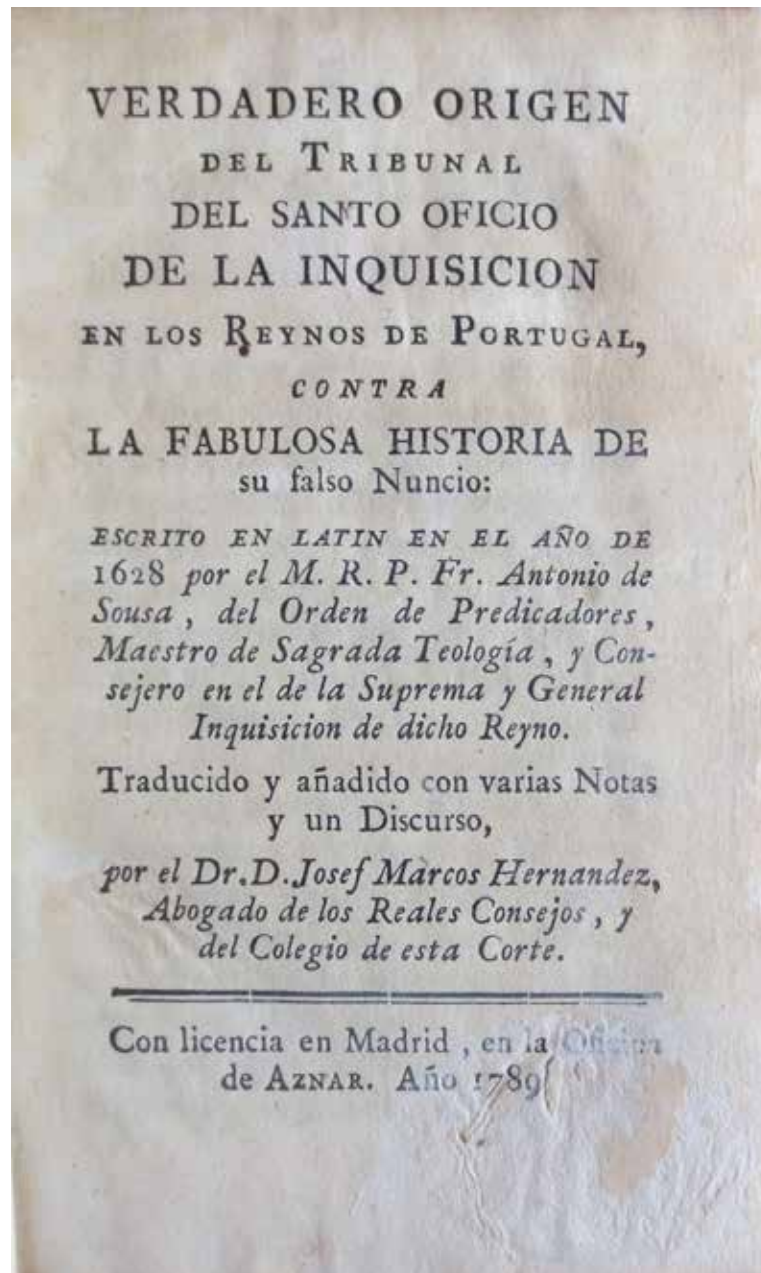 VERDADERO ORIGEN
DEL TRIBUNAL
DEL SANTO OFICIO
DE LA INQUISICION
EN LOS REYNOS DE PORTUGAL,
CONTRA
LA FABULOSA HISTORIA DE
su falso Nuncio:
ESCRITO EN LATIN EN EL AÑO DE
1628 por el M. R. P. Fr. Antonio de
Sousa, del Orden de Predicadores,
Maestro de Sagrada Teología, y Con-
sejero en el de la Suprema y General
Inquisicion de dicho Reyno.
Traducido y añadido con varias Notas
y un Discurso,
por el Dr. D. Josef Marcos Hernandez,
Abogado de los Reales Consejos, y
del Colegio de esta Corte.
Con licencia en Madrid, en la Oficina
de AZNAR. Año 1789